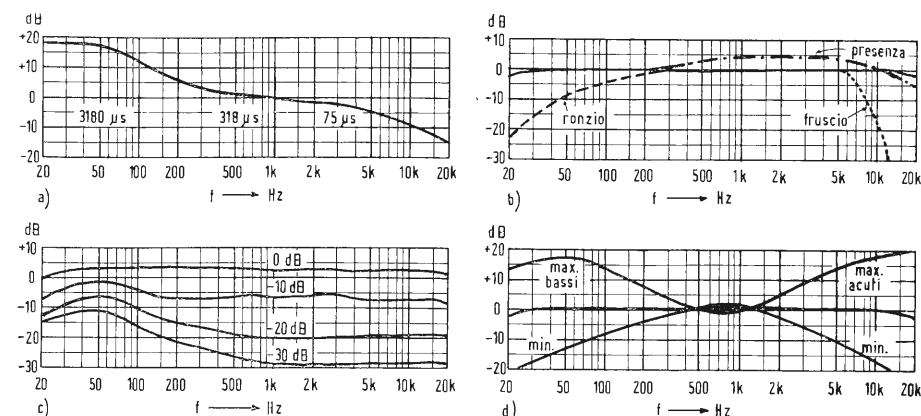 dB
+20
+10
0
-10
-20
3180 µs
318 µs
75 µs
20 50 100 200 500 1k 2k 5k 10k 20k
a)
f → Hz
dB
+10
0
-10
-20
-30
presenza
ronzio
fruscio
20 50 100 200 500 1k 2k 5k 10k 20k
b)
f → Hz
dB
+10
0
-10
-20
-30
0 dB
-10 dB
-20 dB
-30 dB
20 50 100 200 500 1k 2k 5k 10k 20k
c)
f → Hz
dB
+20
+10
0
-10
-20
max.
bassi
max.
acuti
min.
min.
20 50 100 200 500 1k 2k 5k 10k 20k
d)
f → Hz